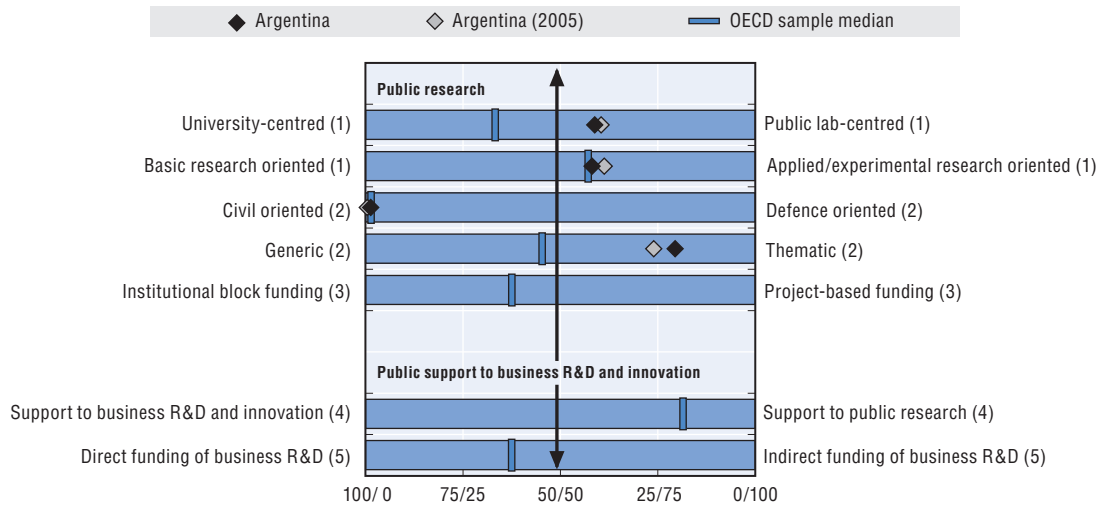 Argentina Argentina (2005) OECD sample median
Public research
University-centred (1) Public lab-centred (1)
Basic research oriented (1) Applied/experimental research oriented (1)
Civil oriented (2) Defence oriented (2)
Generic (2) Thematic (2)
Institutional block funding (3) Project-based funding (3)
Public support to business R&D and innovation
Support to business R&D and innovation (4) Support to public research (4)
Direct funding of business R&D (5) Indirect funding of business R&D (5)
100/ 0 75/25 50/50 25/75 0/100